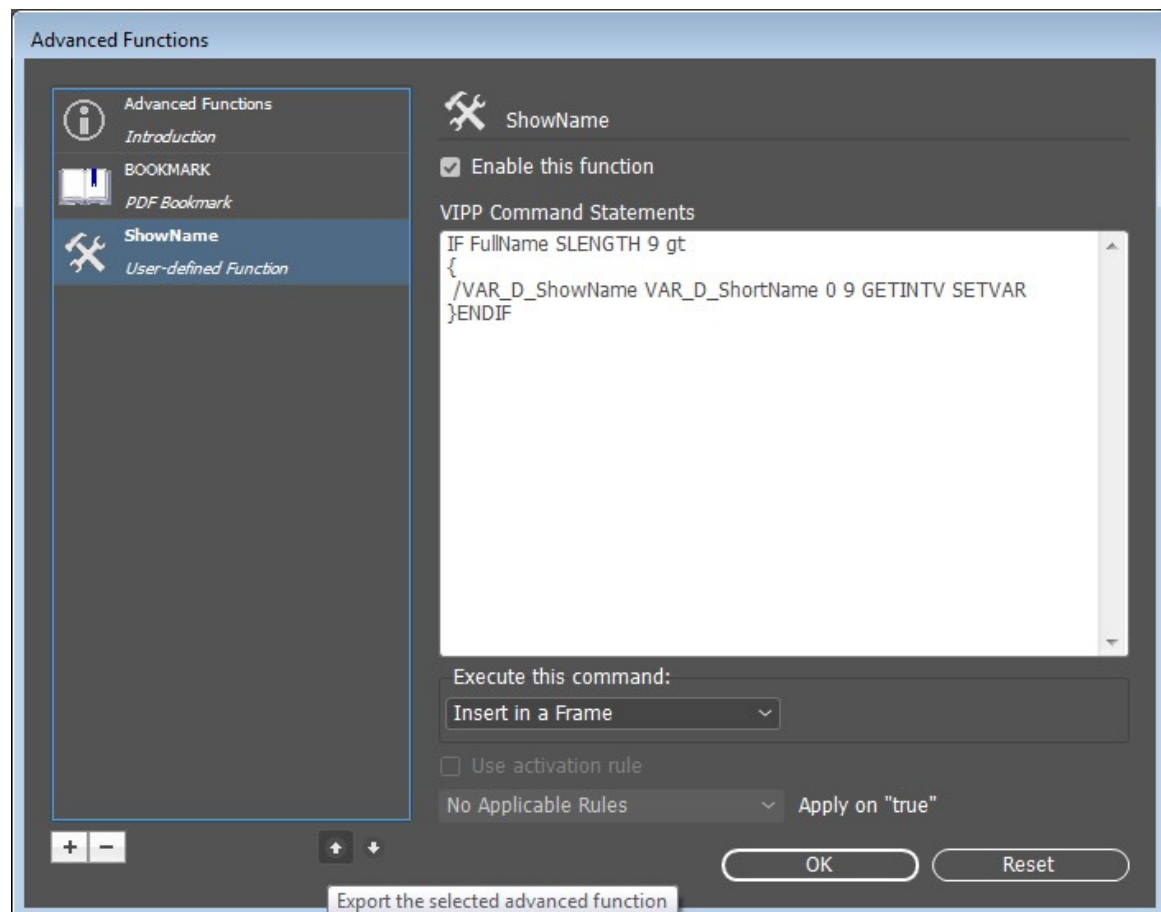 Advanced Functions
Advanced Functions
Introduction
BOOKMARK
PDF Bookmark
ShowName
User-defined Function
ShowName
Enable this function
VIPP Command Statements
IF FullName SLENGTH 9 gt
{
/VAR_D_ShowName VAR_D_ShortName 0 9 GETINTV SETVAR
}ENDIF
Execute this command:
Insert in a Frame
Use activation rule
No Applicable Rules
Apply on "true"
+ −
OK
Reset
Export the selected advanced function